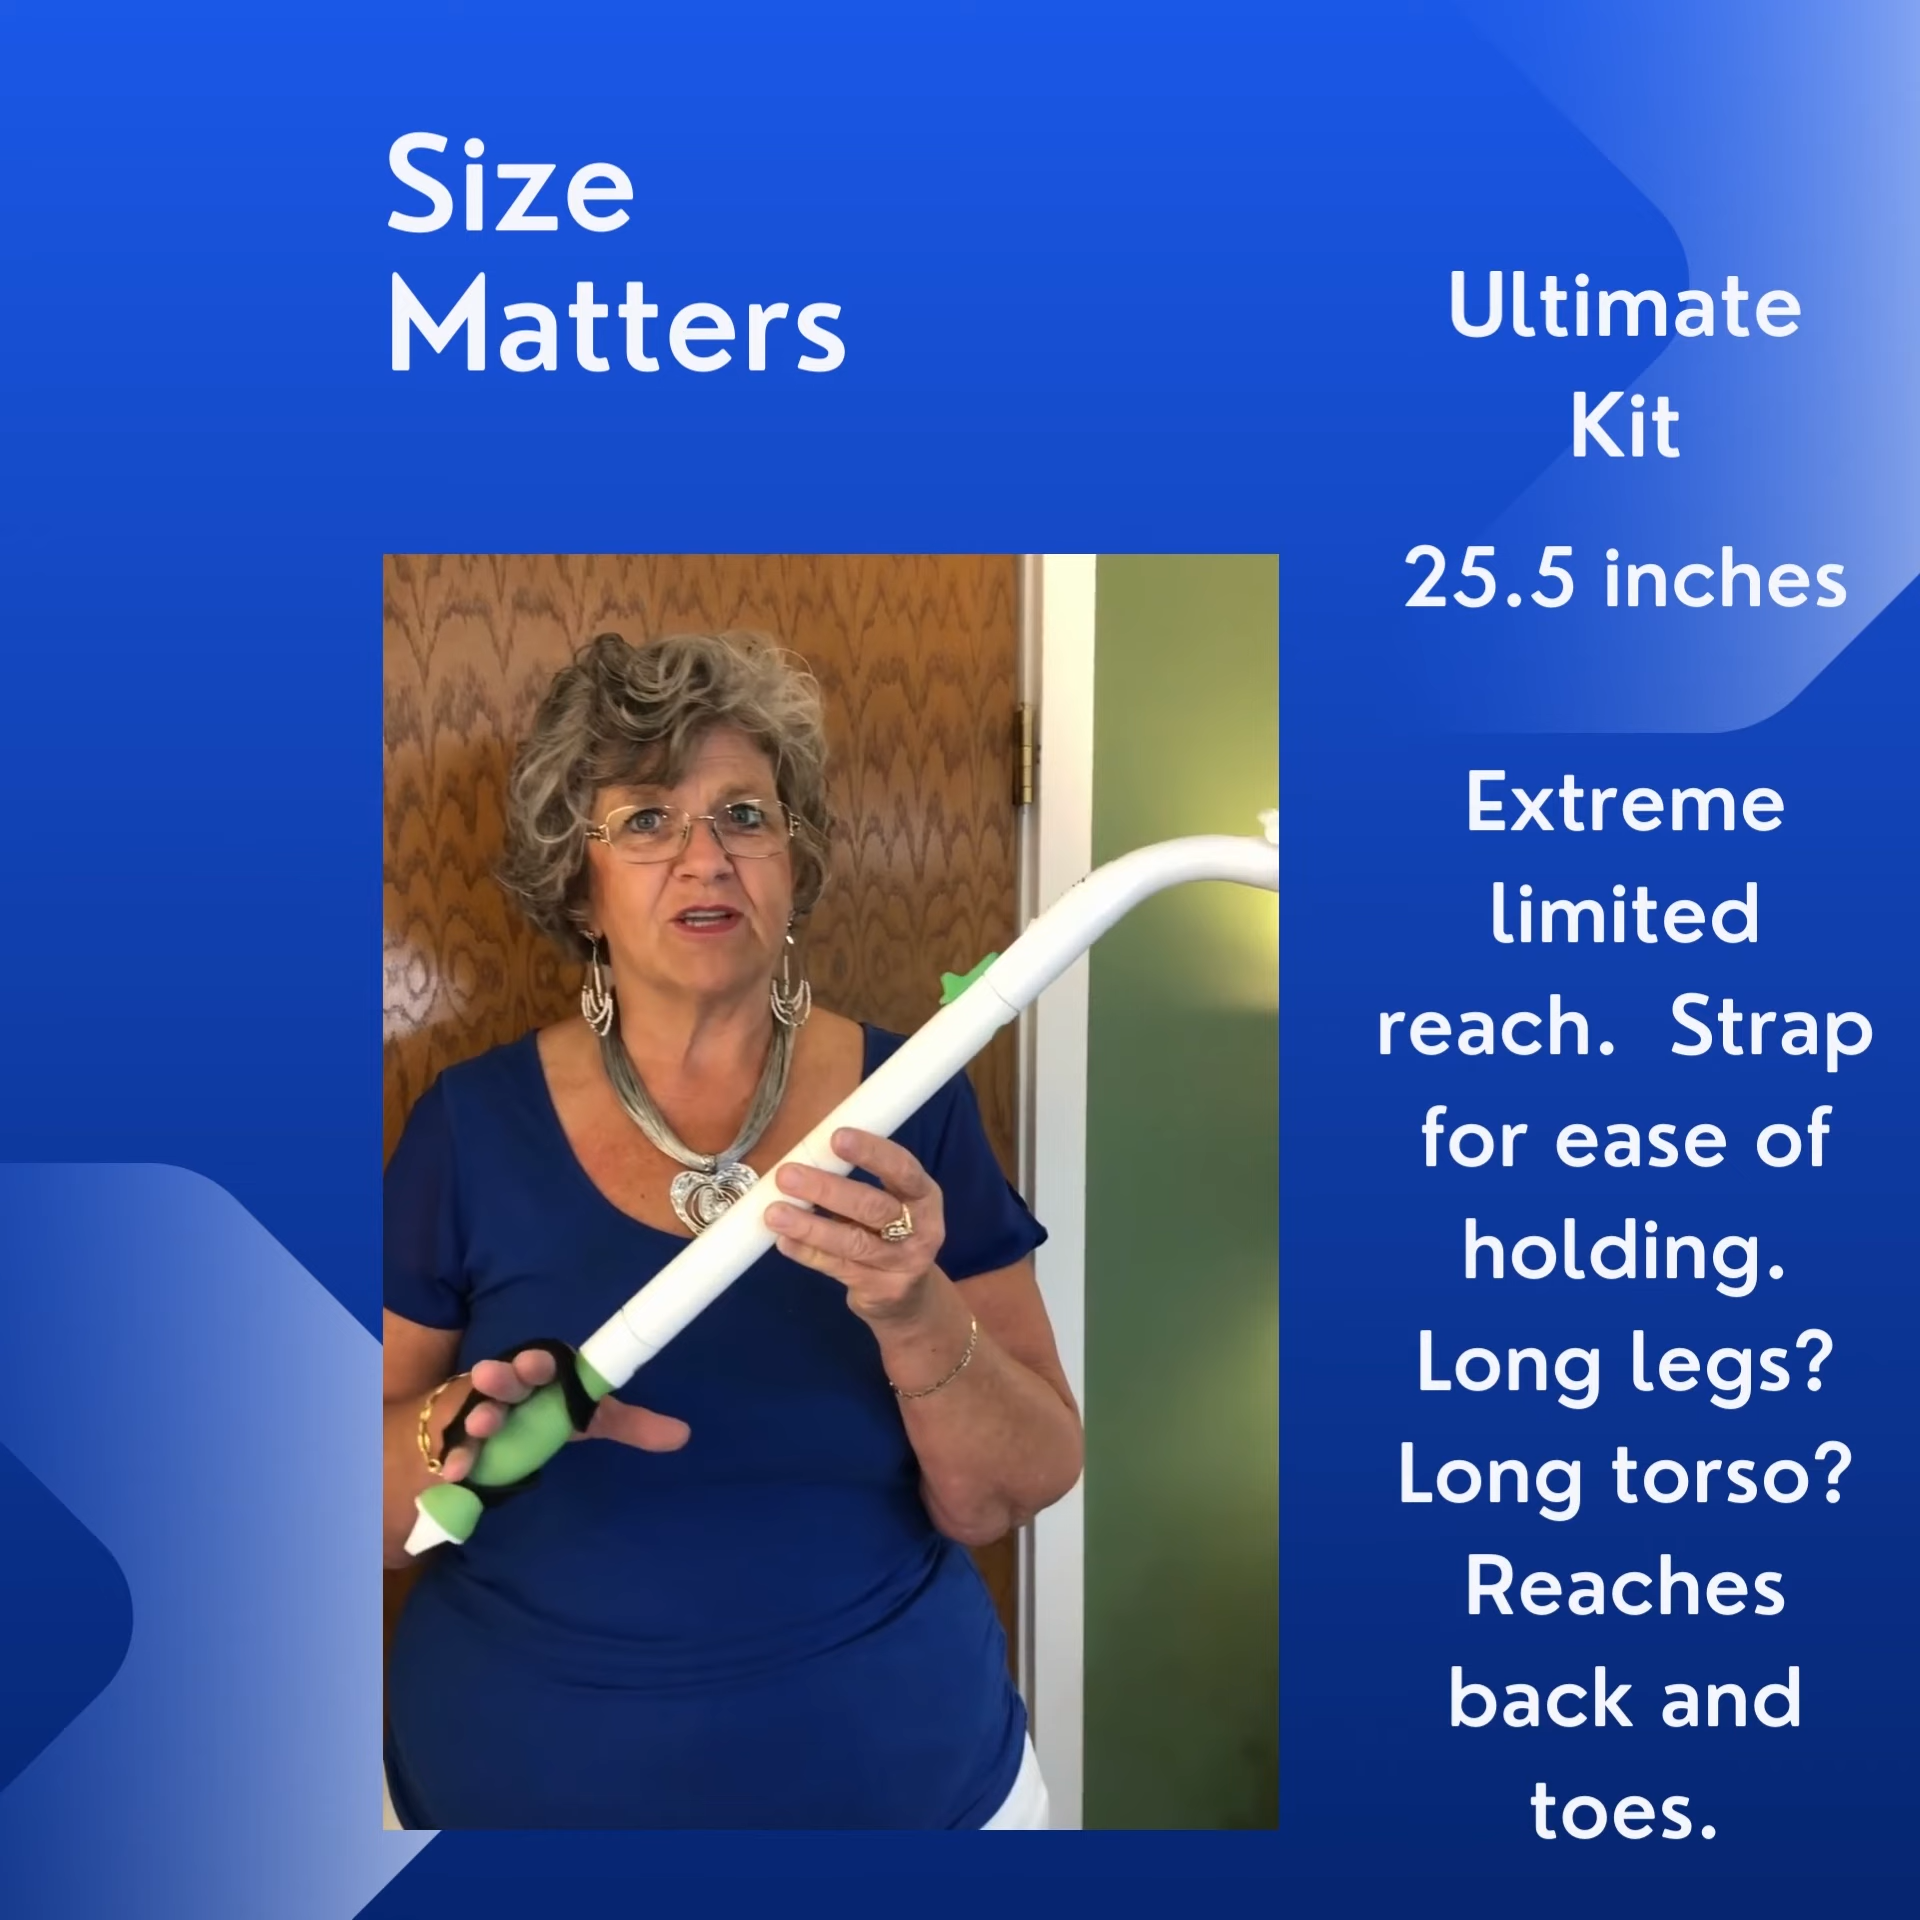 Size
Matters
Ultimate
Kit
25.5 inches
Extreme
limited
reach.  Strap
for ease of
holding.
Long legs?
Long torso?
Reaches
back and
toes.